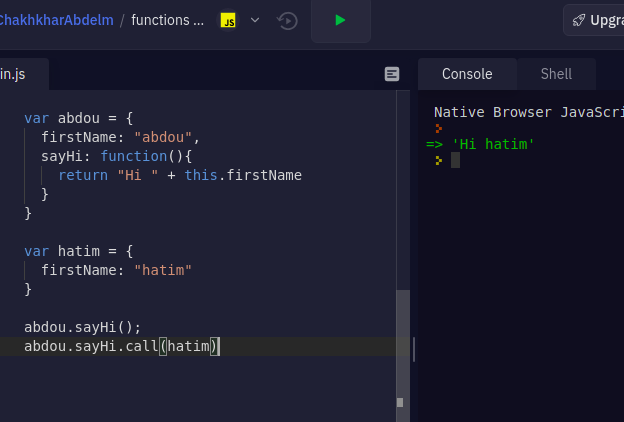 ChakhkharAbdelm / functions ... JS Upgra
in.js Console Shell
var abdou = {
firstName: "abdou",
sayHi: function(){
return "Hi " + this.firstName
}
}
var hatim = {
firstName: "hatim"
}
abdou.sayHi();
abdou.sayHi.call(hatim)
Native Browser JavaScri
=> 'Hi hatim'